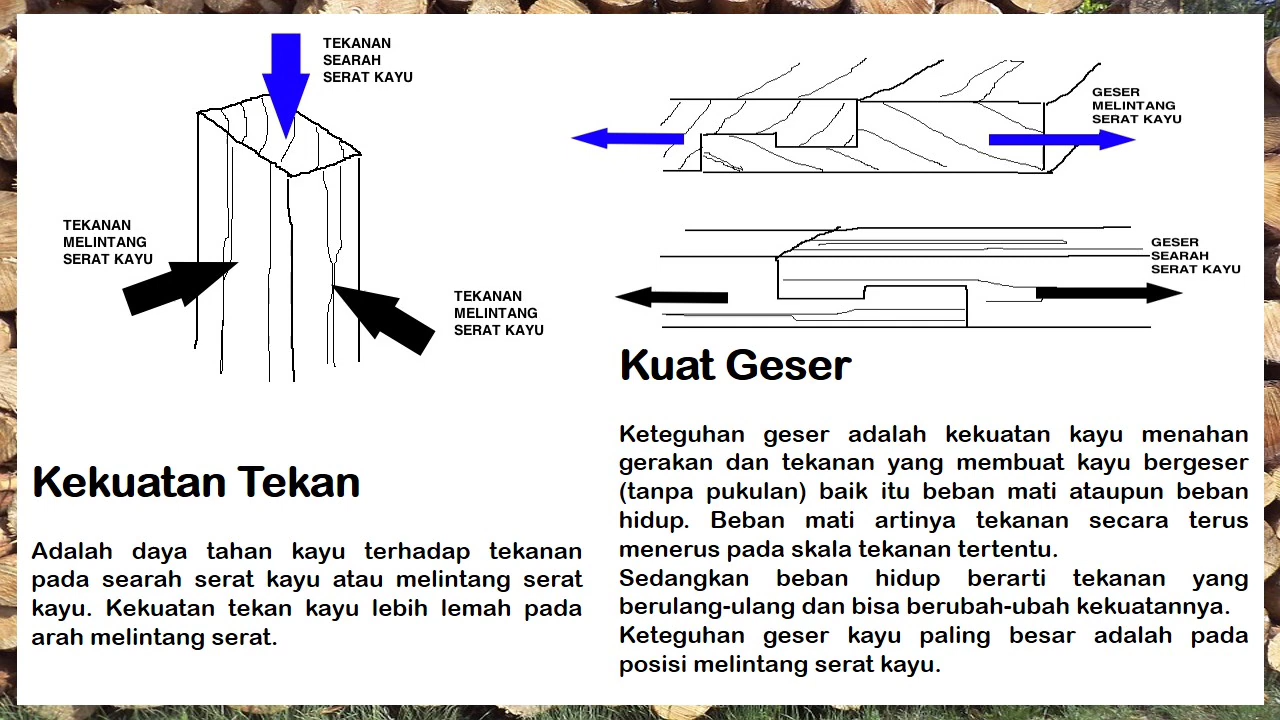 TEKANAN
SEARAH
SERAT KAYU
TEKANAN
MELINTANG
SERAT KAYU
TEKANAN
MELINTANG
SERAT KAYU
Kekuatan Tekan
Adalah daya tahan kayu terhadap tekanan
pada searah serat kayu atau melintang serat
kayu. Kekuatan tekan kayu lebih lemah pada
arah melintang serat.
GESER
MELINTANG
SERAT KAYU
GESER
SEARAH
SERAT KAYU
Kuat Geser
Keteguhan geser adalah kekuatan kayu menahan
gerakan dan tekanan yang membuat kayu bergeser
(tanpa pukulan) baik itu beban mati ataupun beban
hidup. Beban mati artinya tekanan secara terus
menerus pada skala tekanan tertentu.
Sedangkan beban hidup berarti tekanan yang
berulang-ulang dan bisa berubah-ubah kekuatannya.
Keteguhan geser kayu paling besar adalah pada
posisi melintang serat kayu.